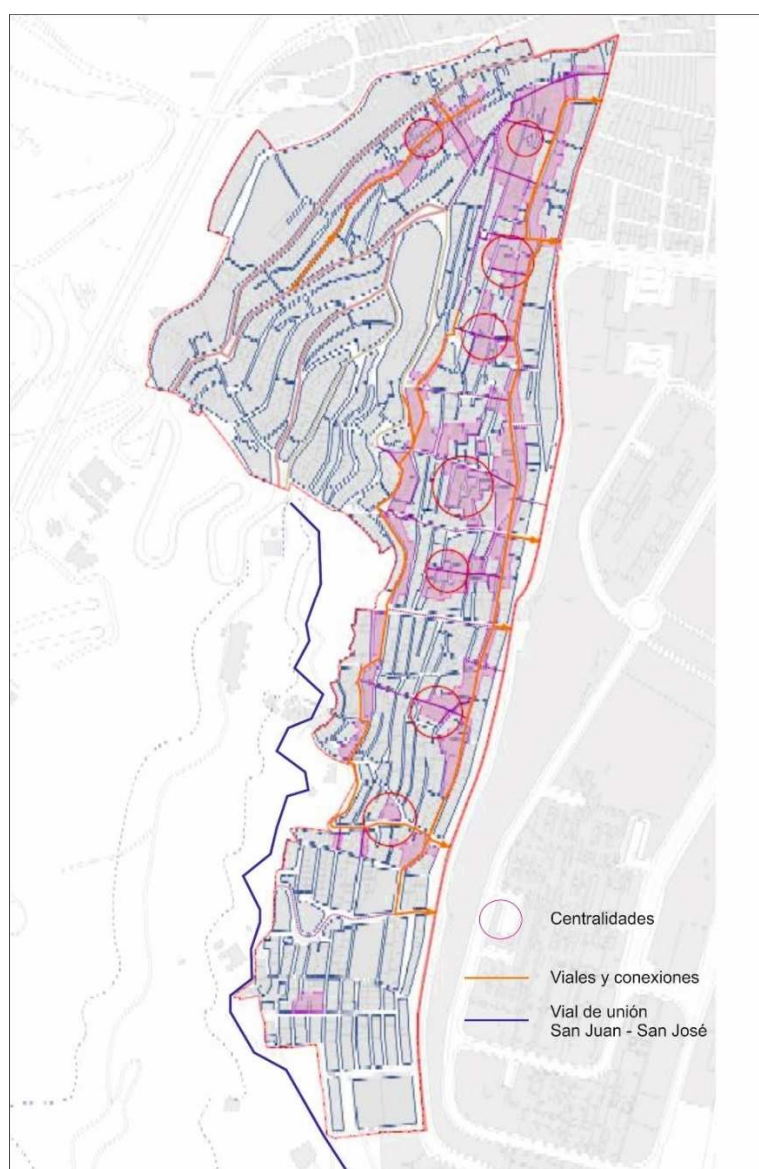 Centralidades
Viales y conexiones
Vial de unión
San Juan - San José